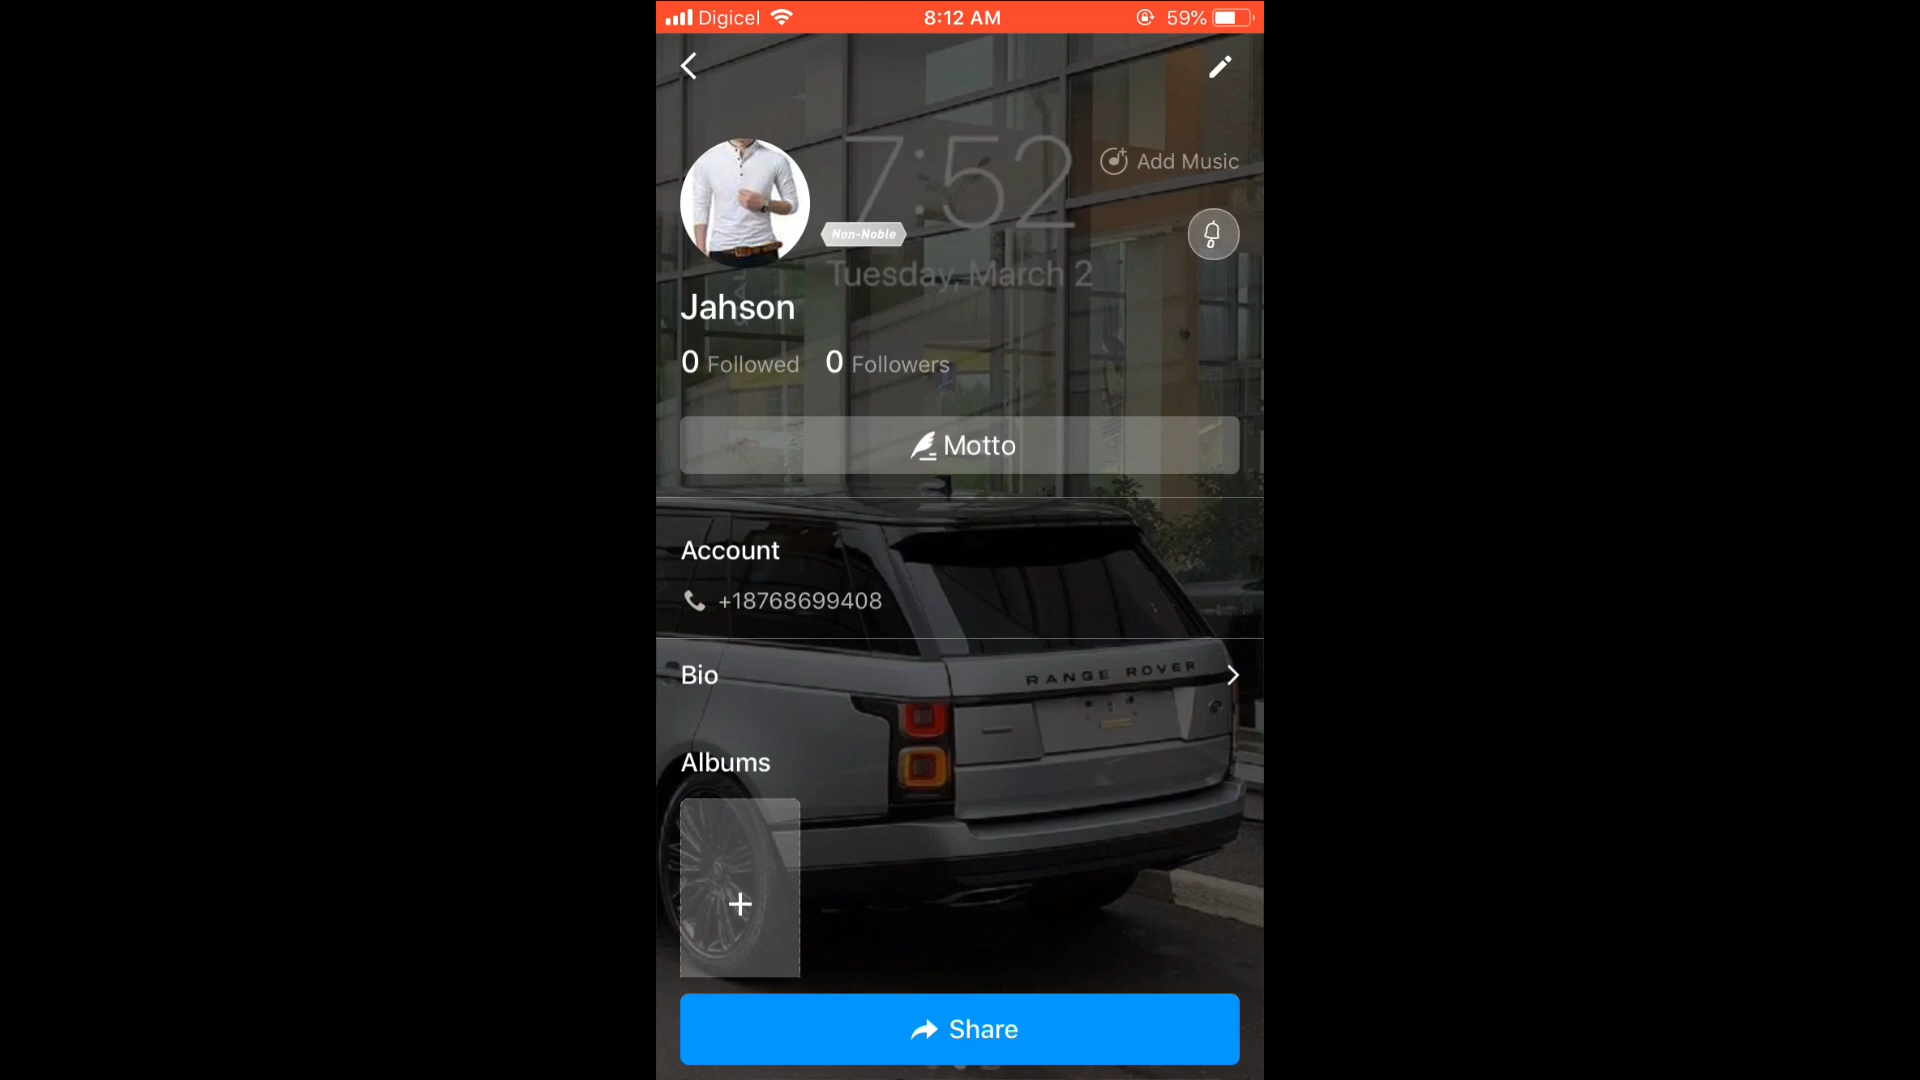 Digicel 8:12 AM 59%
7:52
Add Music
Non-Noble
Tuesday, March 2
Jahson
0 Followed 0 Followers
Motto
Account
+18768699408
RANGE ROVER
Bio
Albums
+
Share